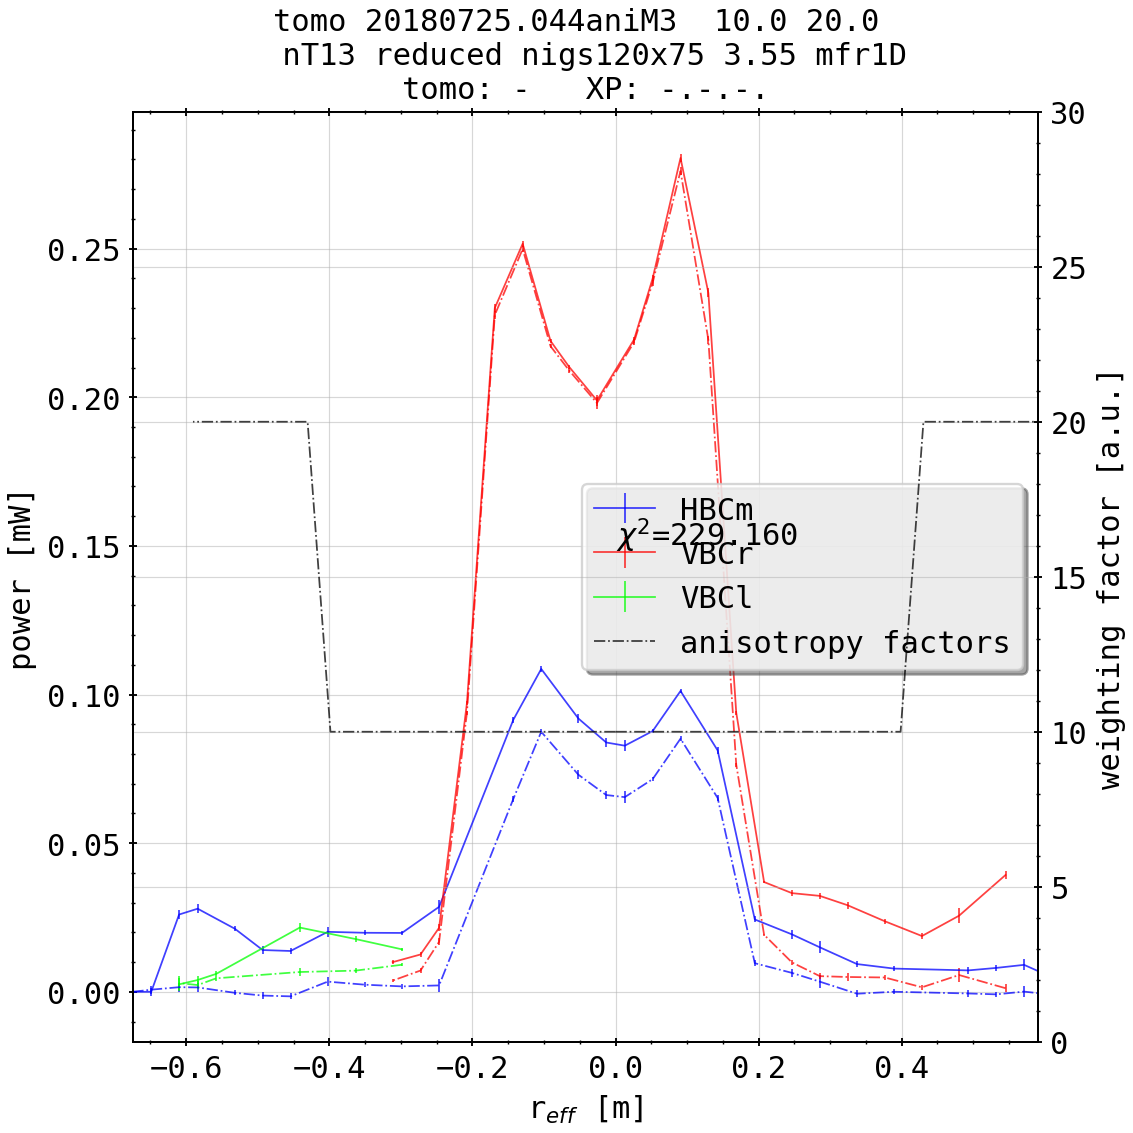 tomo 20180725.044aniM3  10.0 20.0
nT13 reduced nigs120x75 3.55 mfr1D
tomo: -   XP: -.-.-.
30
25
20
15
10
5
0
weighting factor [a.u.]
0.25
0.20
0.15
0.10
0.05
0.00
power [mW]
HBCm
χ²=229.160
VBCr
VBCl
anisotropy factors
−0.6 −0.4 −0.2 0.0 0.2 0.4
r_eff [m]